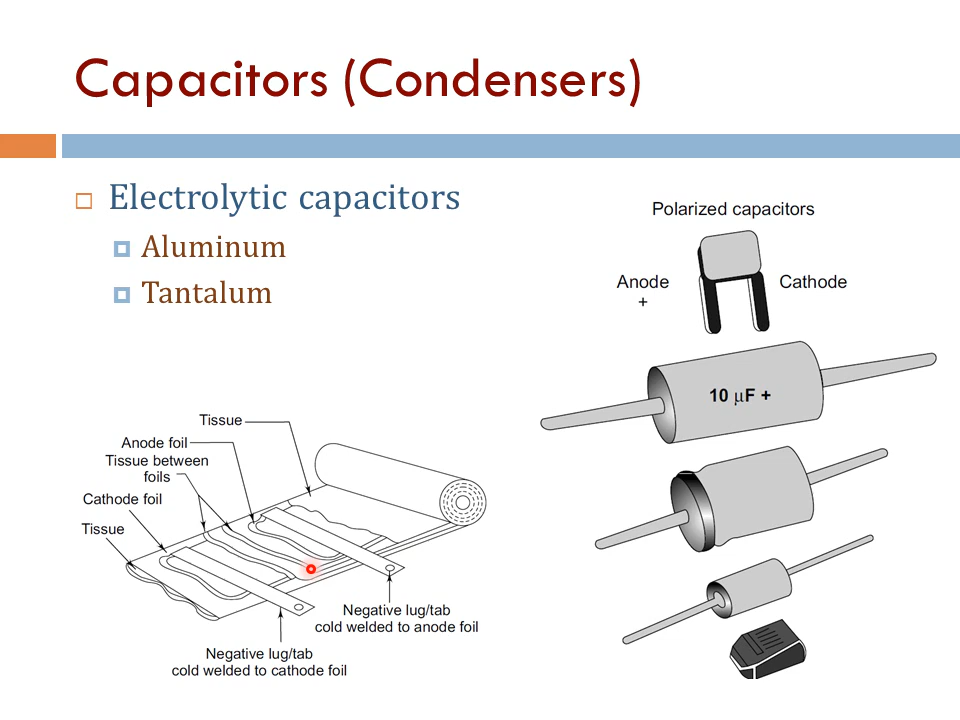 Capacitors (Condensers)
Electrolytic capacitors
Aluminum
Tantalum
Polarized capacitors
Anode
+
Cathode
10 μF +
Tissue
Anode foil
Tissue between
foils
Cathode foil
Tissue
Negative lug/tab
cold welded to anode foil
Negative lug/tab
cold welded to cathode foil